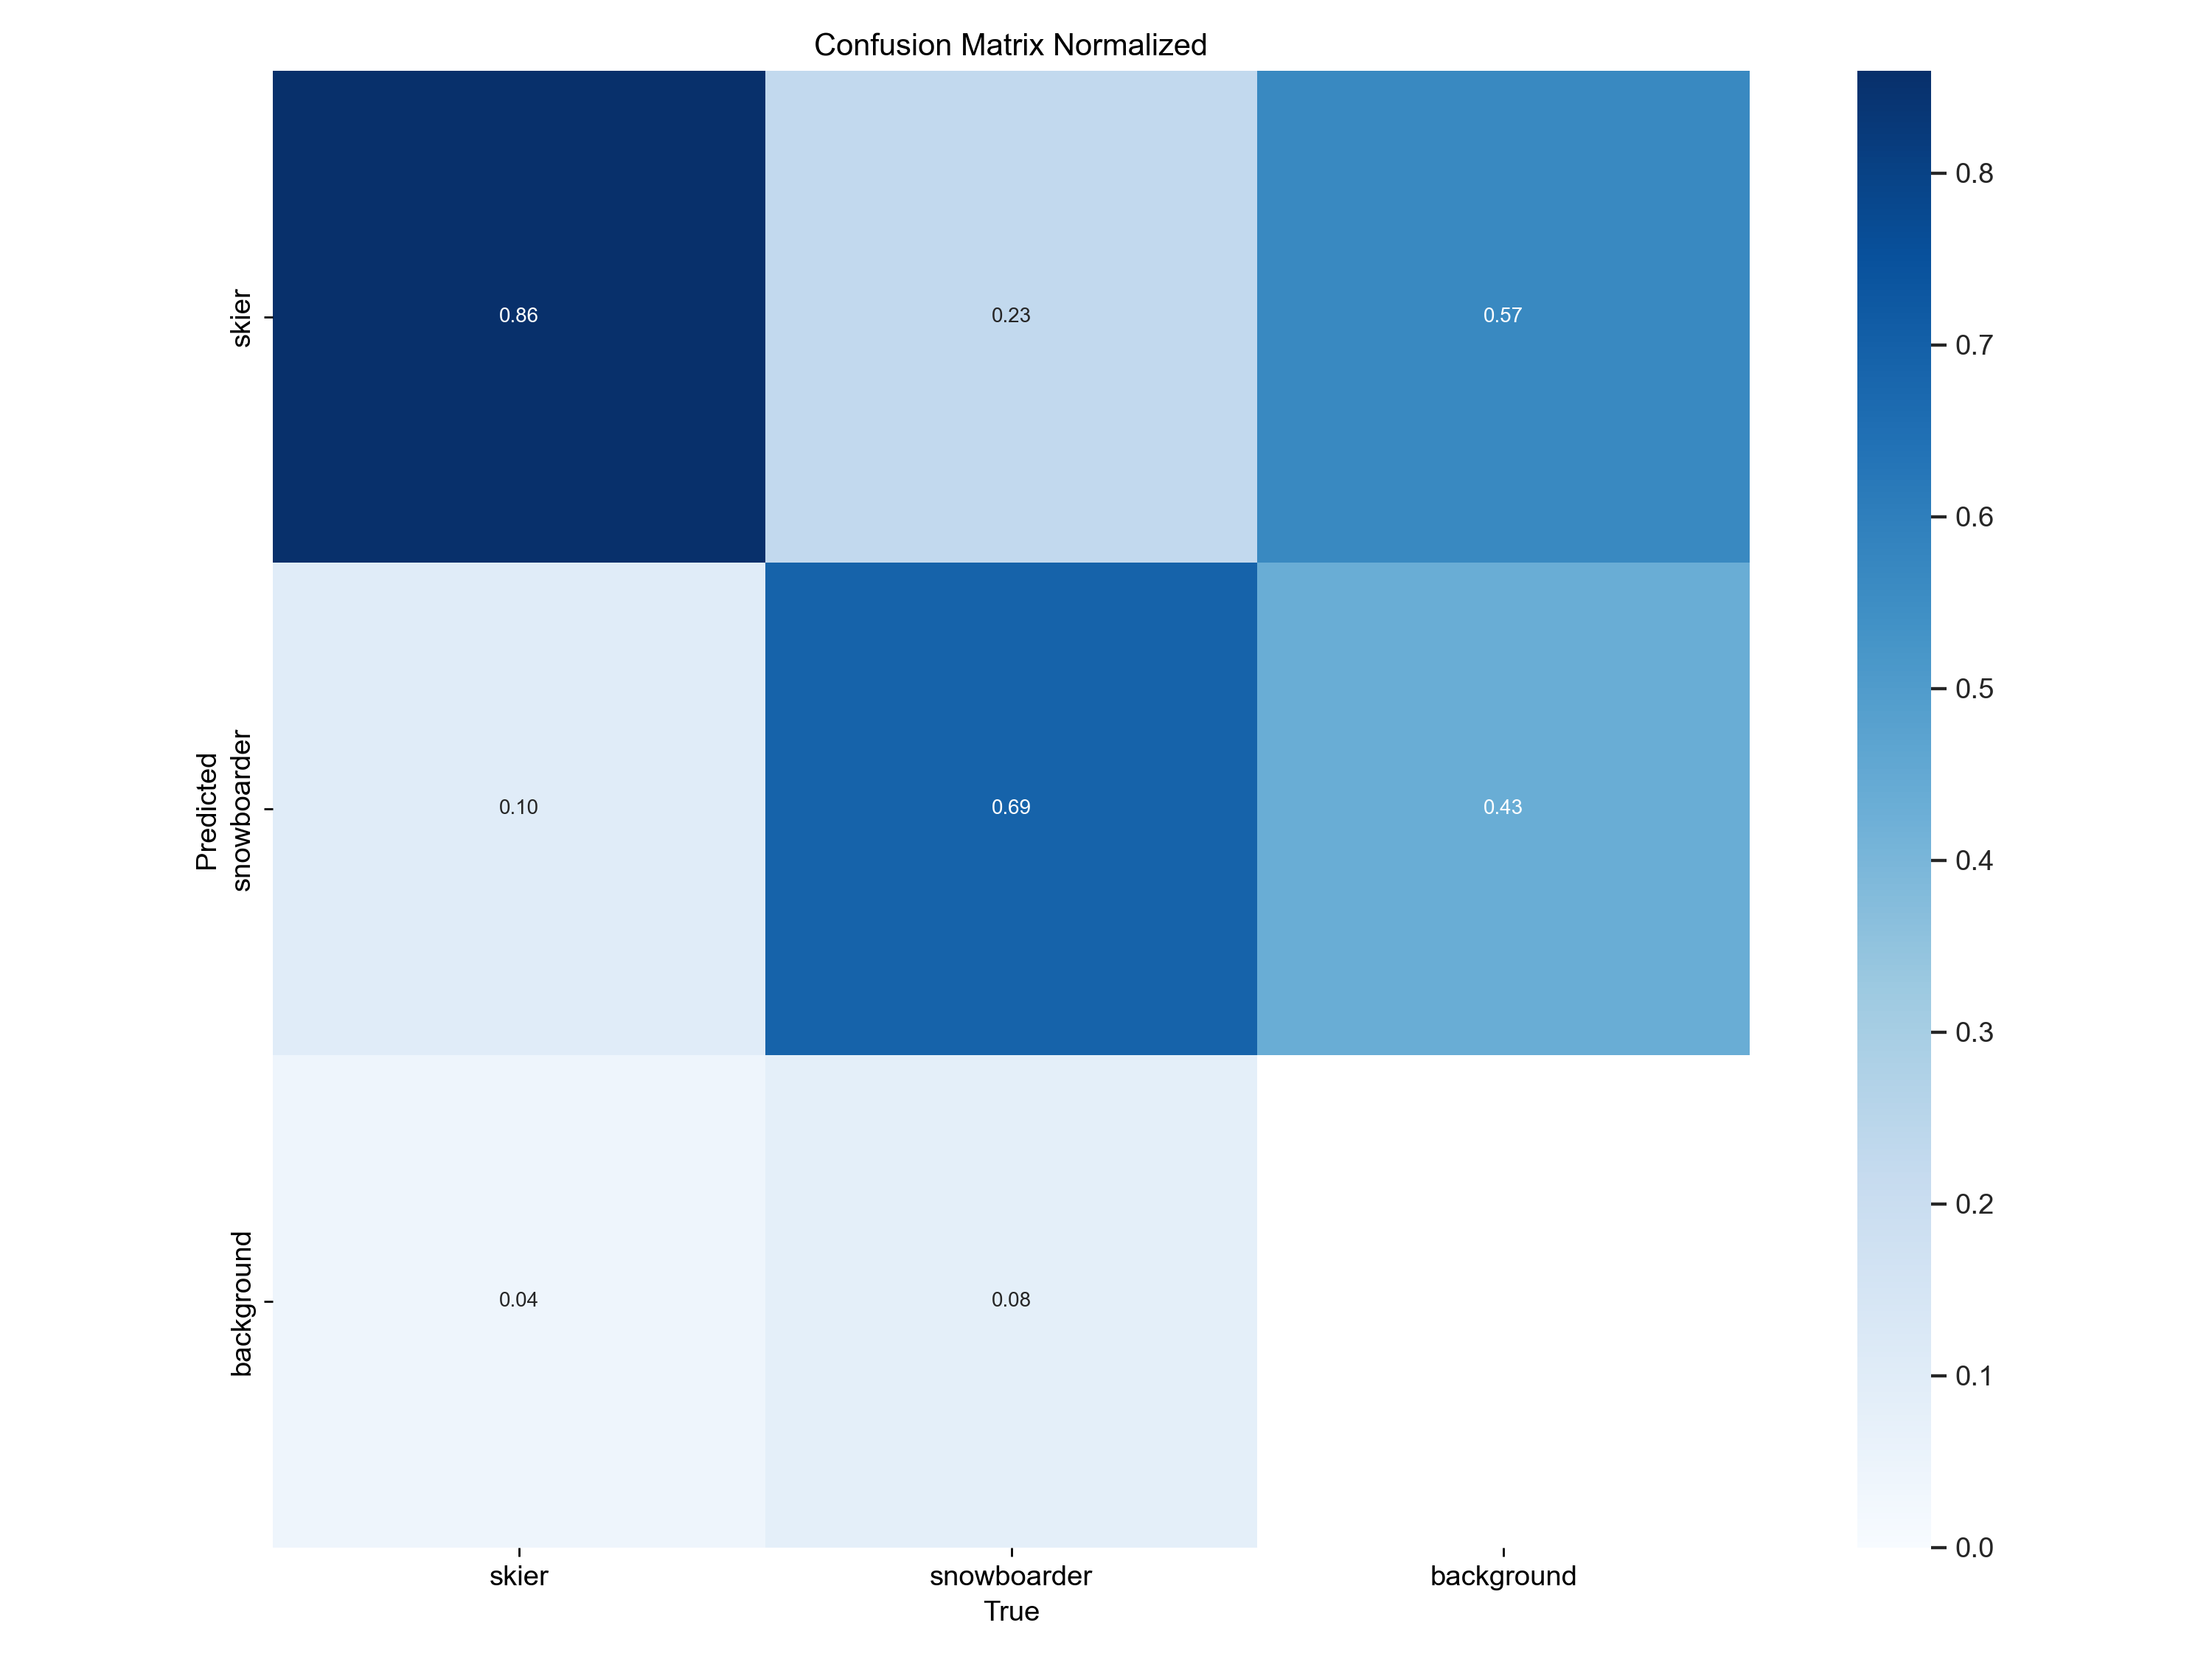 Confusion Matrix Normalized
skier
0.86
0.23
0.57
Predicted
snowboarder
0.10
0.69
0.43
background
0.04
0.08
skier
snowboarder
background
True
0.8
0.7
0.6
0.5
0.4
0.3
0.2
0.1
0.0